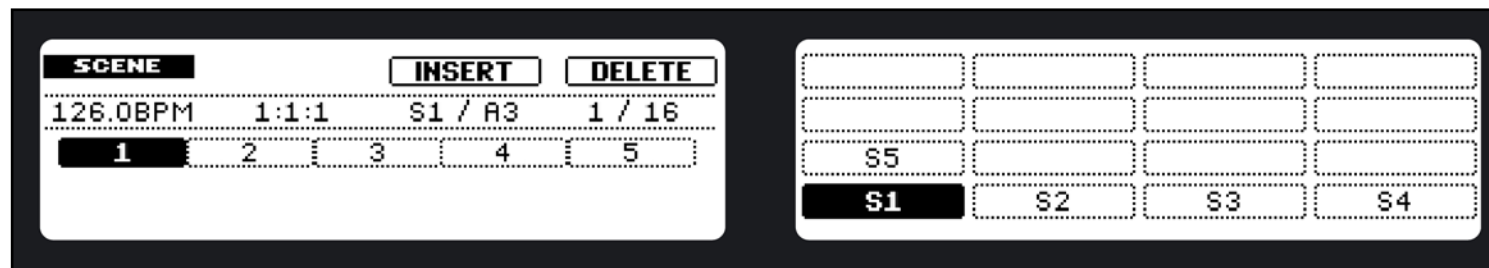 SCENE INSERT DELETE
126.0BPM 1:1:1 S1 / A3 1 / 16
1 2 3 4 5
S5
S1 S2 S3 S4